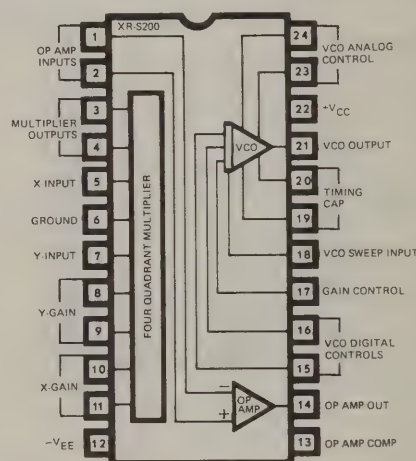 XR-S200
1
2
3
4
5
6
7
8
9
10
11
12
24
23
22
21
20
19
18
17
16
15
14
13
OP AMP
INPUTS
MULTIPLIER
OUTPUTS
X INPUT
GROUND
Y-INPUT
Y-GAIN
X-GAIN
-VEE
FOUR QUADRANT MULTIPLIER
VCO
-
+
OP
AMP
VCO ANALOG
CONTROL
+VCC
VCO OUTPUT
TIMING
CAP
VCO SWEEP INPUT
GAIN CONTROL
VCO DIGITAL
CONTROLS
OP AMP OUT
OP AMP COMP